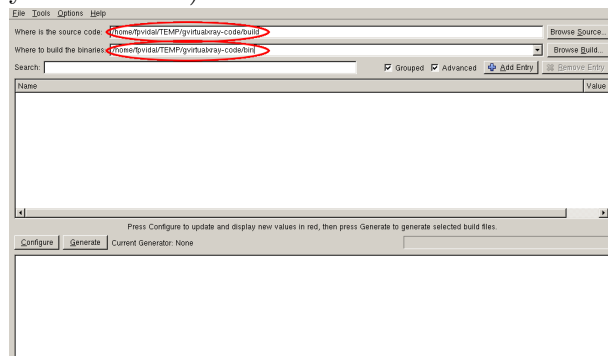 File Tools Options Help
Where is the source code: /home/fpvidal/TEMP/gvirtualxray-code/build Browse Source...
Where to build the binaries: /home/fpvidal/TEMP/gvirtualxray-code/bin Browse Build...
Search: Grouped Advanced Add Entry Remove Entry
Name Value
Press Configure to update and display new values in red, then press Generate to generate selected build files.
Configure Generate Current Generator: None